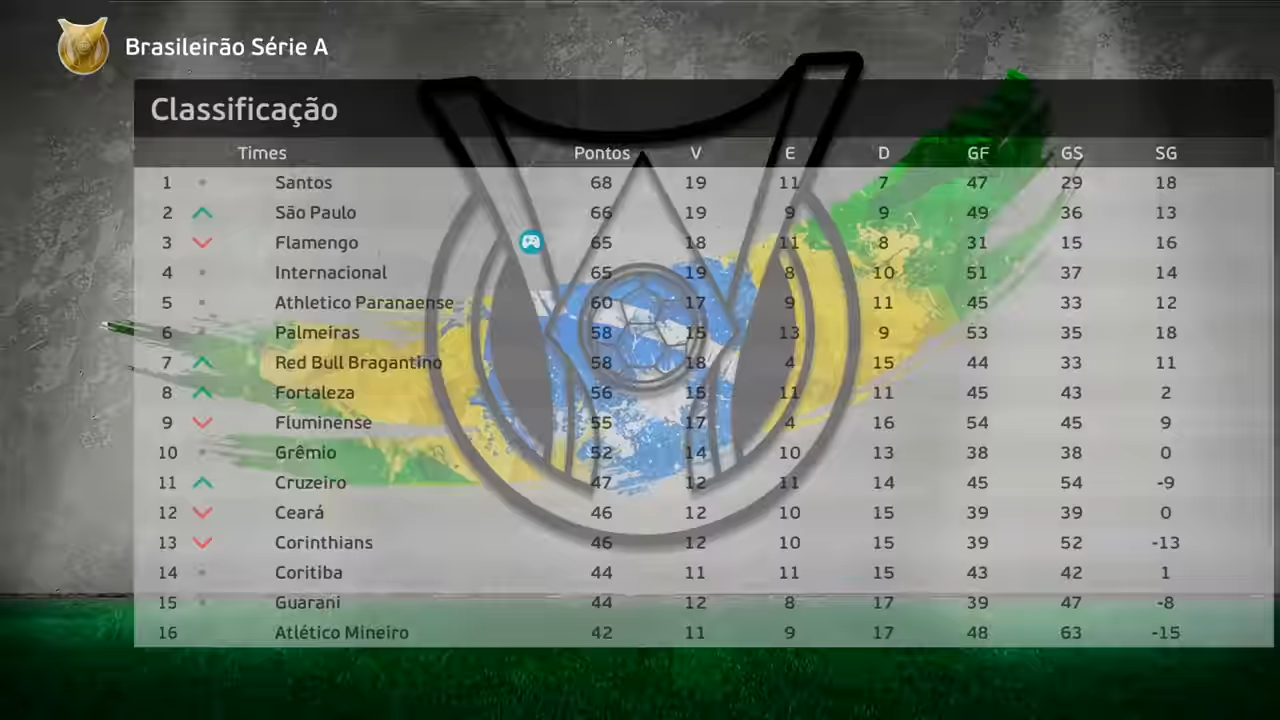 Brasileirão Série A
Classificação
Times Pontos V E D GF GS SG
1 Santos 68 19 11 7 47 29 18
2 São Paulo 66 19 9 9 49 36 13
3 Flamengo 65 18 11 8 31 15 16
4 Internacional 65 19 8 10 51 37 14
5 Athletico Paranaense 60 17 9 11 45 33 12
6 Palmeiras 58 15 13 9 53 35 18
7 Red Bull Bragantino 58 18 4 15 44 33 11
8 Fortaleza 56 15 11 11 45 43 2
9 Fluminense 55 17 4 16 54 45 9
10 Grêmio 52 14 10 13 38 38 0
11 Cruzeiro 47 12 11 14 45 54 -9
12 Ceará 46 12 10 15 39 39 0
13 Corinthians 46 12 10 15 39 52 -13
14 Coritiba 44 11 11 15 43 42 1
15 Guarani 44 12 8 17 39 47 -8
16 Atlético Mineiro 42 11 9 17 48 63 -15